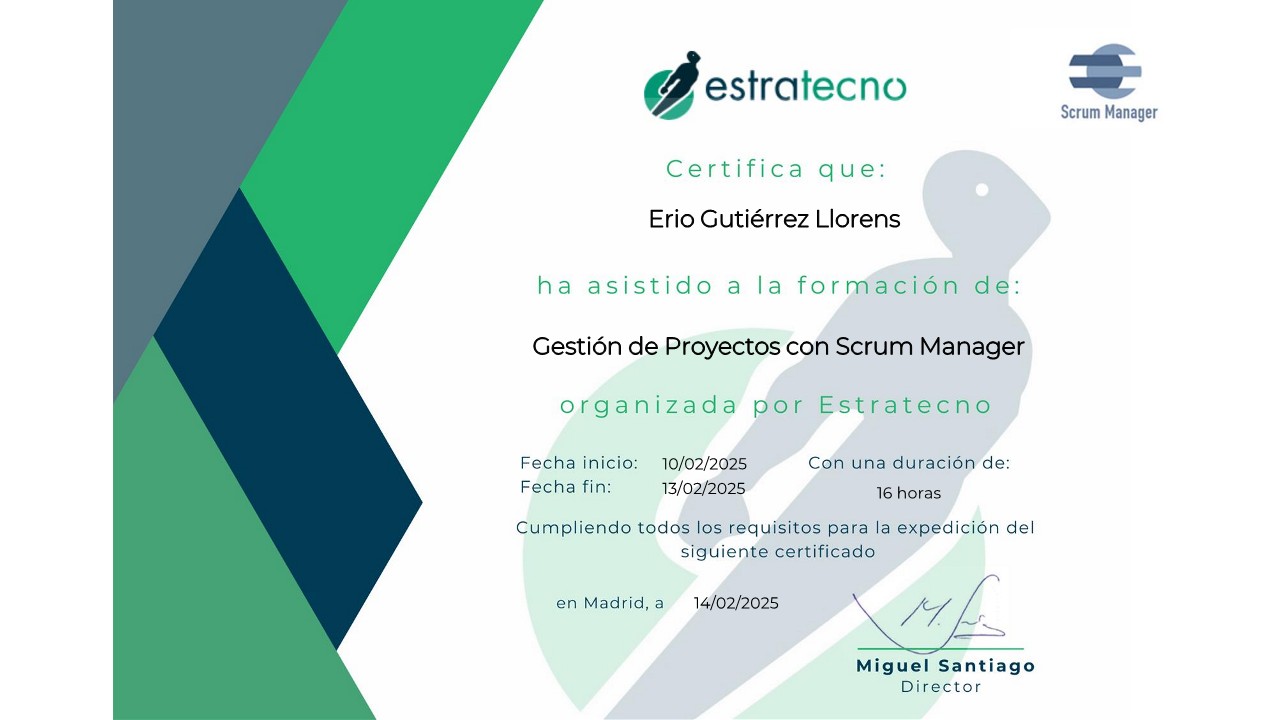 estratecno
Scrum Manager
Certifica que:
Erio Gutiérrez Llorens
ha asistido a la formación de:
Gestión de Proyectos con Scrum Manager
organizada por Estratecno
Fecha inicio: 10/02/2025
Fecha fin: 13/02/2025
Con una duración de:
16 horas
Cumpliendo todos los requisitos para la expedición del
siguiente certificado
en Madrid, a 14/02/2025
Miguel Santiago
Director